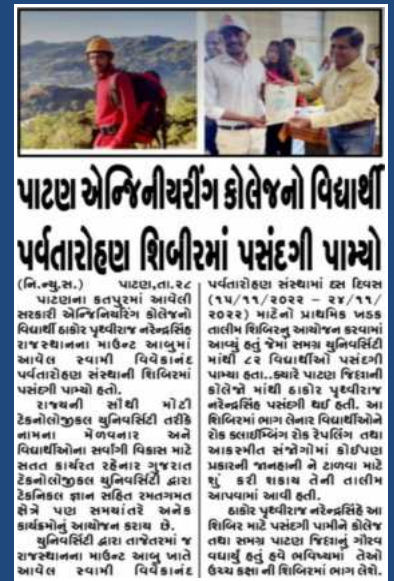 પાટણ એન્જિનીયરીંગ કોલેજનો વિદ્યાર્થી
પર્વતારોહણ શિબીરમાં પસંદગી પામ્યો
(નિ.ન્યુ.સ.) પાટણ,તા.૨૮
પાટણના કતપુરમાં આવેલી
સરકારી એન્જિનિયરિંગ કોલેજનો
વિદ્યાર્થી ઠાકોર પૃથ્વીરાજ નરેન્દ્રસિંહ
રાજસ્થાનના માઉન્ટ આબુમાં
આવેલ સ્વામી વિવેકાનંદ
પર્વતારોહણ સંસ્થાની શિબિરમાં
પસંદગી પામ્યો હતો.
રાજ્યની સૌથી મોટી
ટેકનોલોજીકલ યુનિવર્સિટી તરીકે
નામના મેળવનાર અને
વિદ્યાર્થીઓના સર્વાંગી વિકાસ માટે
સતત કાર્યરત રહેનાર ગુજરાત
ટેકનોલોજીકલ યુનિવર્સિટી દ્વારા
ટેકનિકલ જ્ઞાન સહિત રમતગમત
ક્ષેત્રે પણ સમયાંતરે અનેક
કાર્યક્રમોનું આયોજન કરાય છે.
યુનિવર્સિટી દ્વારા તાજેતરમાં જ
રાજસ્થાનના માઉન્ટ આબુ ખાતે
આવેલ સ્વામી વિવેકાનંદ
પર્વતારોહણ સંસ્થામાં દસ દિવસ
(૧૫/૧૧/૨૦૨૨ - ૨૪/૧૧/
૨૦૨૨) માટેનો પ્રાથમિક ખડક
તાલીમ શિબિરનુ આયોજન કરવામાં
આવ્યું હતું જેમાં સમગ્ર યુનિવર્સિટી
માંથી ૮૨ વિદ્યાર્થીઓ પસંદગી
પામ્યા હતા..ક્યારે પાટણ જિલ્લાની
કોલેજો માંથી ઠાકોર પૃથ્વીરાજ
નરેન્દ્રસિંહ પસંદગી થઈ હતી. આ
શિબિરમાં ભાગ લેનાર વિદ્યાર્થીઓને
રોક ક્લાઈમ્બિંગ રોક રેપલિંગ તથા
આકસ્મીત સંજોગોમાં કોઈપણ
પ્રકારની જાનહાની ને ટાળવા માટે
શું કરી શકાય તેની તાલીમ
આપવામાં આવી હતી.
ઠાકોર પૃથ્વીરાજ નરેન્દ્રસિંહે આ
શિબિર માટે પસંદગી પામીને કોલેજ
તથા સમગ્ર પાટણ જિલ્લાનું ગૌરવ
વધાર્યું હતું હવે ભવિષ્યમાં તેઓ
ઉચ્ચ કક્ષા ની શિબિરમાં ભાગ લેશે.